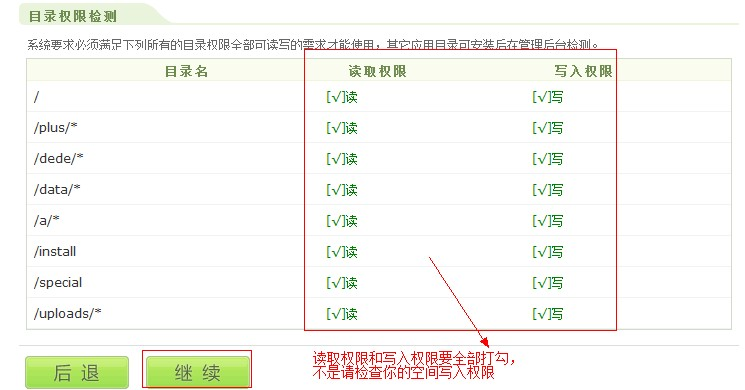 目录权限检测
系统要求必须满足下列所有的目录权限全部可读写的需求才能使用，其它应用目录可安装后在管理后台检测。
目录名 读取权限 写入权限
/ [√]读 [√]写
/plus/* [√]读 [√]写
/dede/* [√]读 [√]写
/data/* [√]读 [√]写
/a/* [√]读 [√]写
/install [√]读 [√]写
/special [√]读 [√]写
/uploads/* [√]读 [√]写
后退 继续
读取权限和写入权限要全部打勾，
不是请检查你的空间写入权限